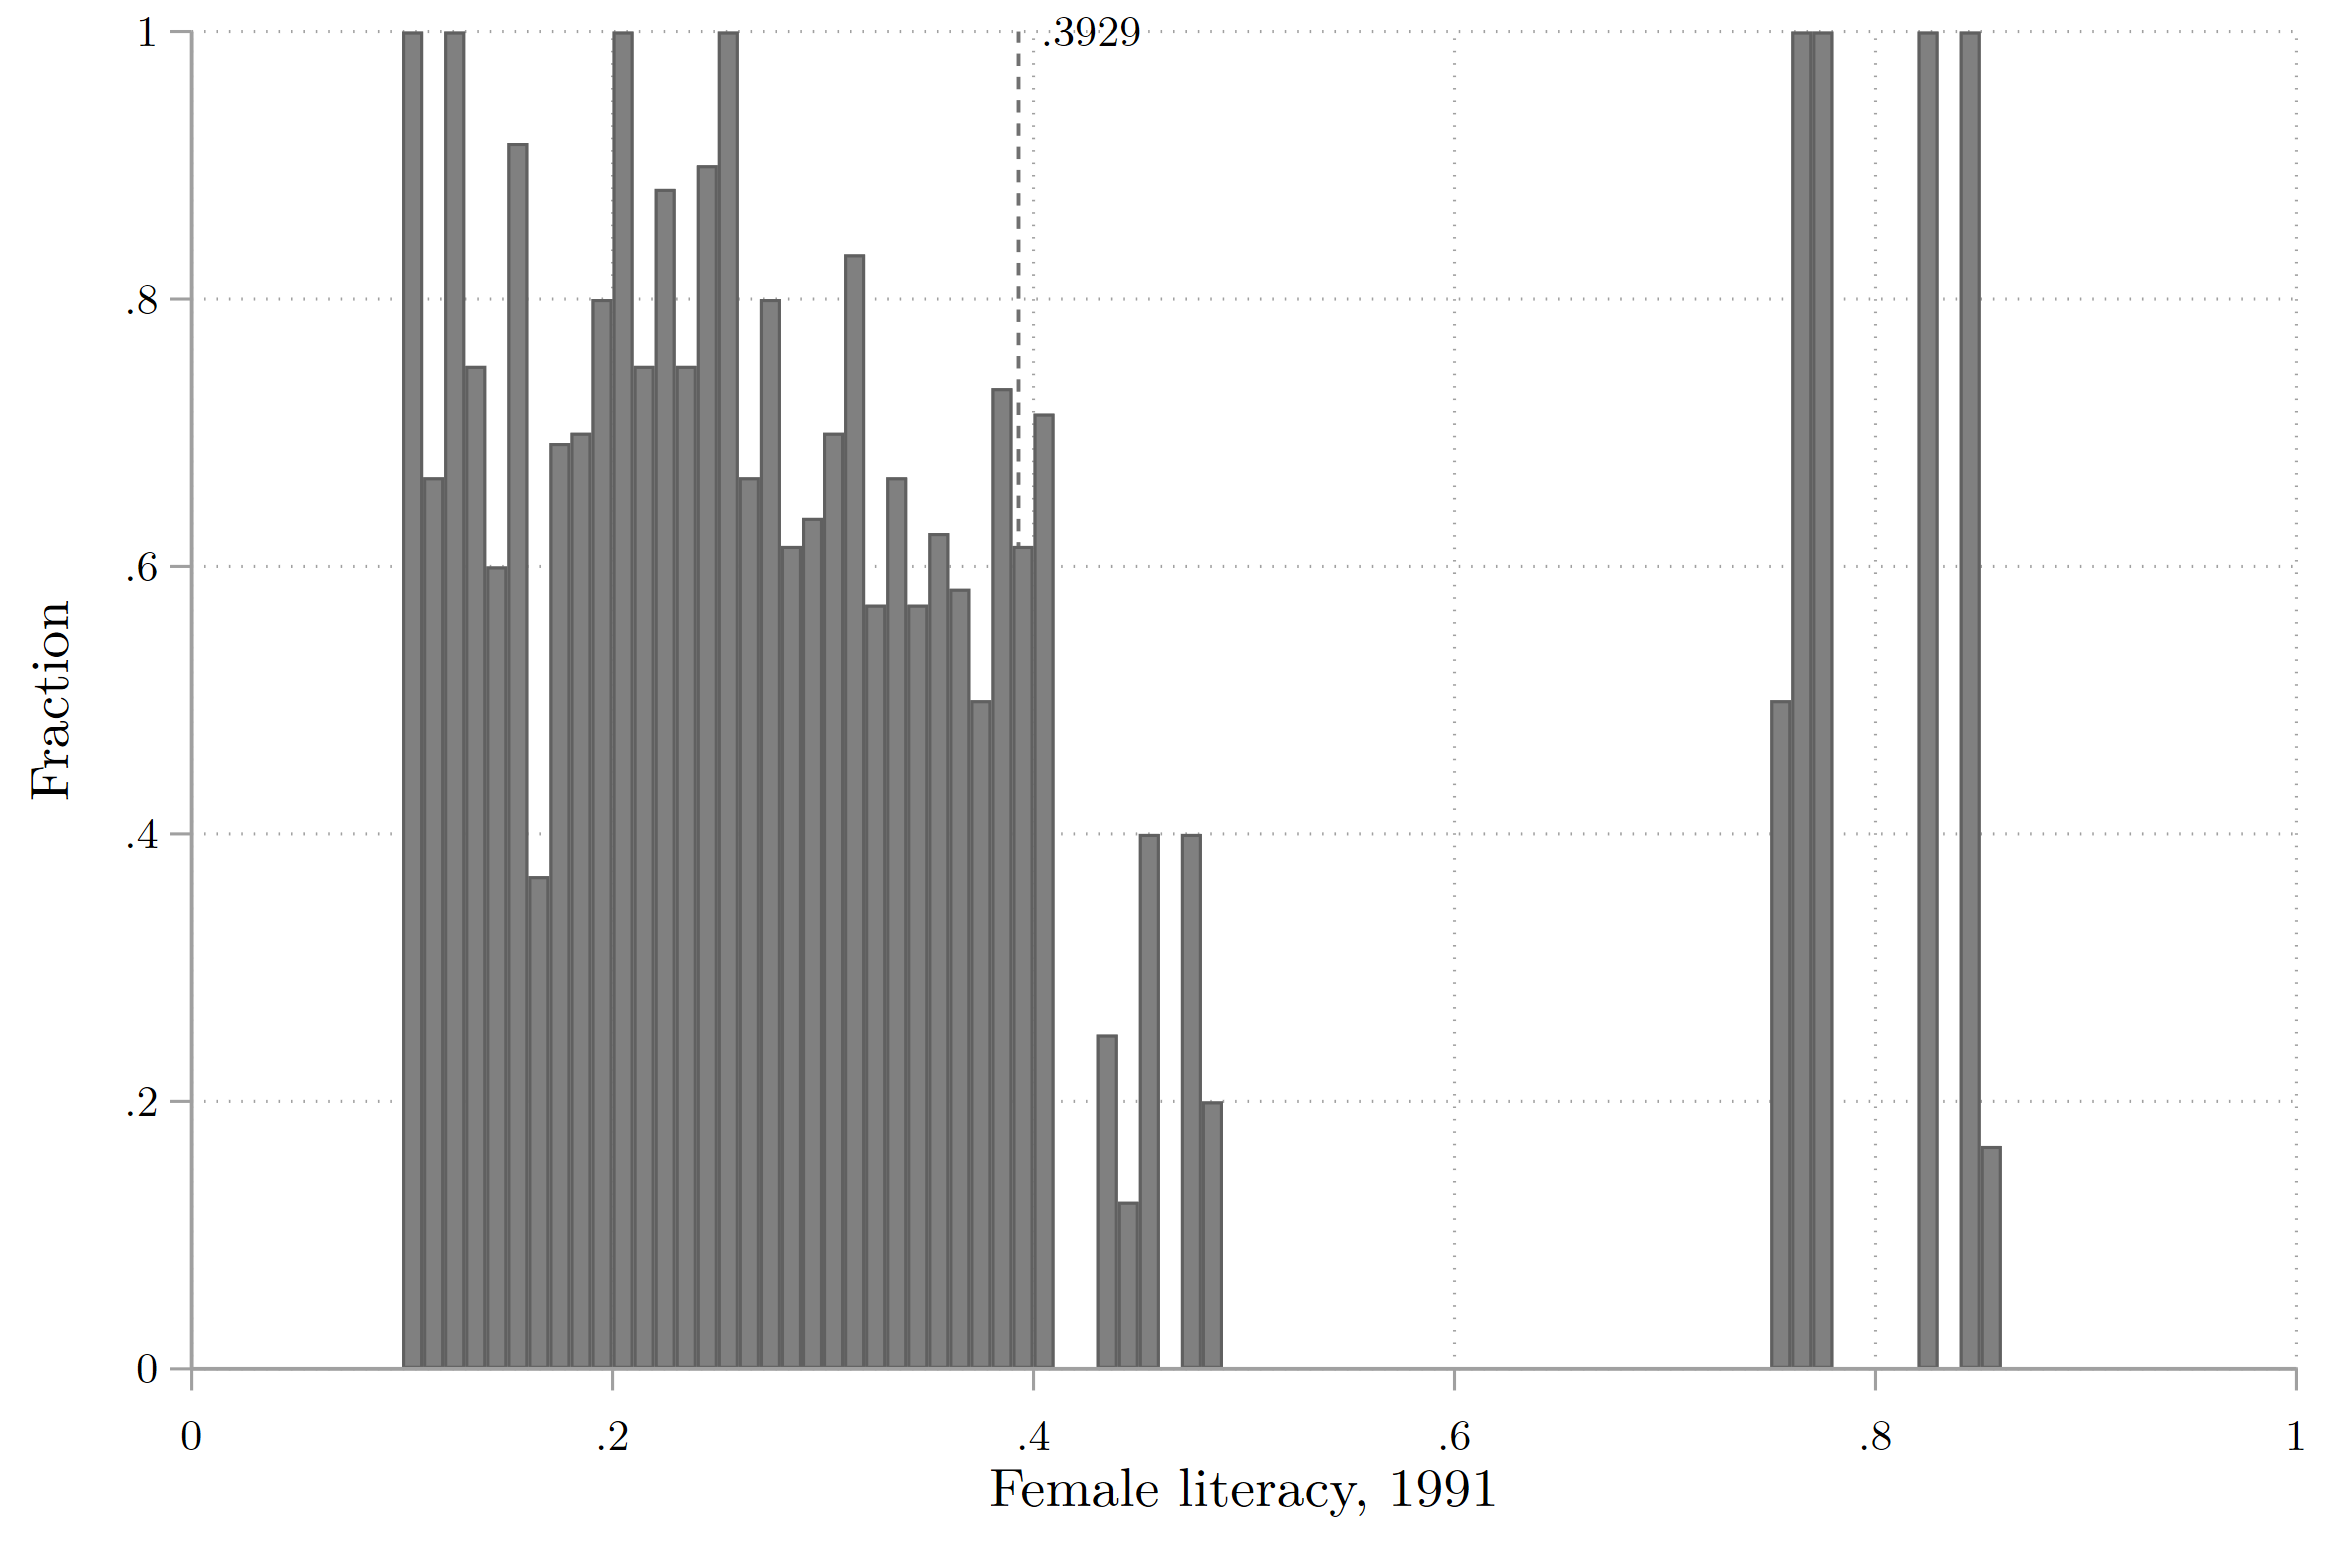 1
.3929
.8
.6
.4
.2
0
Fraction
0 .2 .4 .6 .8 1
Female literacy, 1991